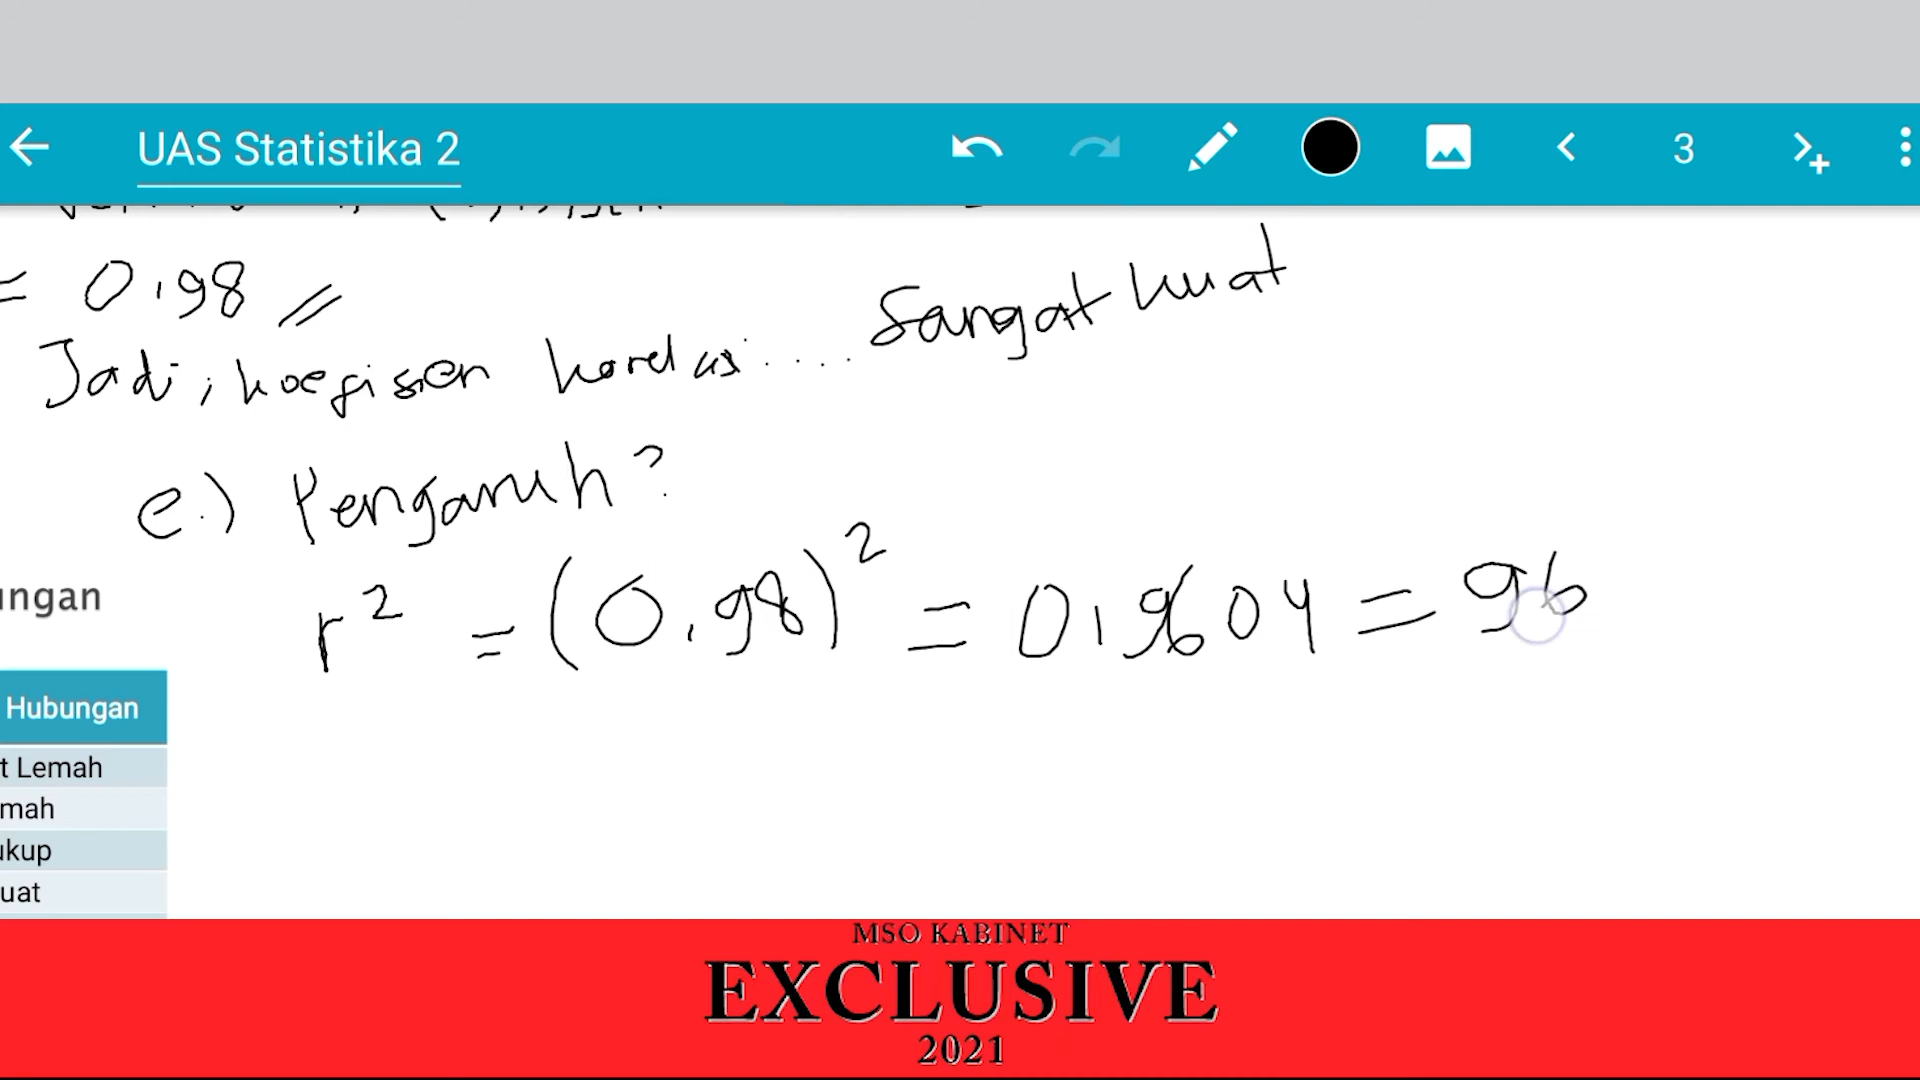 UAS Statistika 2
3
= 0,98
Jadi, koefisien korelasi .... Sangat kuat
e.) Pengaruh?
r² = (0,98)² = 0,9604 = 96
ungan
Hubungan
t Lemah
mah
ukup
uat
MSO KABINET
EXCLUSIVE
2021